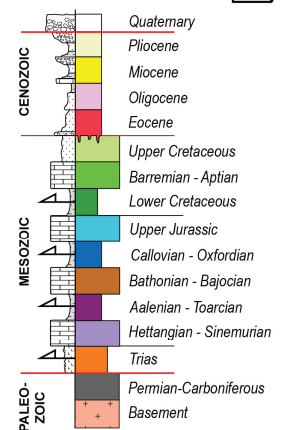 Quaternary
CENOZOIC
Pliocene
Miocene
Oligocene
Eocene
MESOZOIC
Upper Cretaceous
Barremian - Aptian
Lower Cretaceous
Upper Jurassic
Callovian - Oxfordian
Bathonian - Bajocian
Aalenian - Toarcian
Hettangian - Sinemurian
Trias
PALEO-
ZOIC
Permian-Carboniferous
Basement